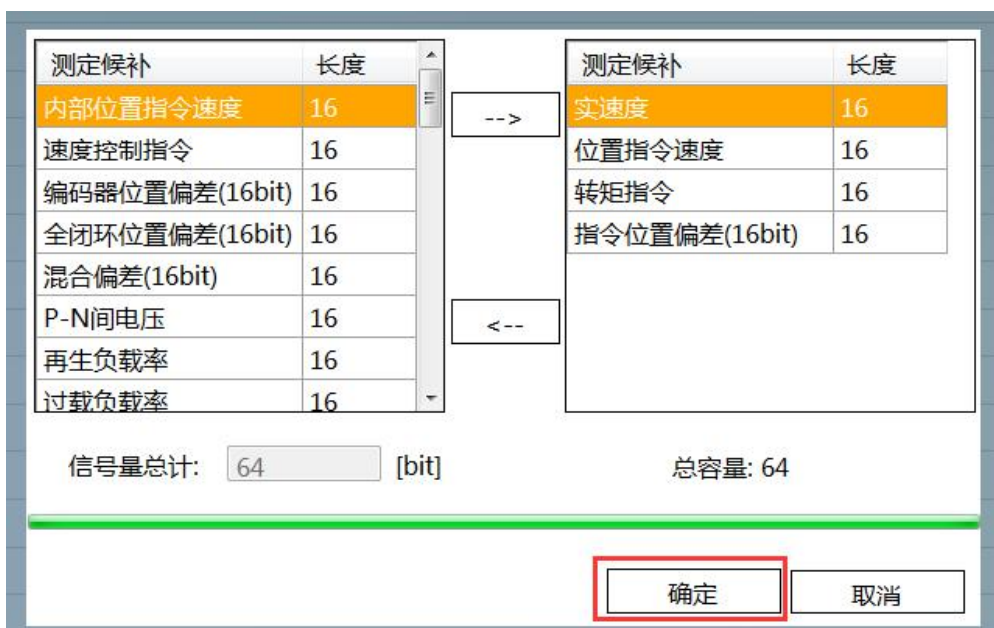 测定候补 长度
内部位置指令速度 16
速度控制指令 16
编码器位置偏差(16bit) 16
全闭环位置偏差(16bit) 16
混合偏差(16bit) 16
P-N间电压 16
再生负载率 16
过载负载率 16
-->
<--
测定候补 长度
实速度 16
位置指令速度 16
转矩指令 16
指令位置偏差(16bit) 16
信号量总计: 64 [bit]
总容量: 64
确定 取消